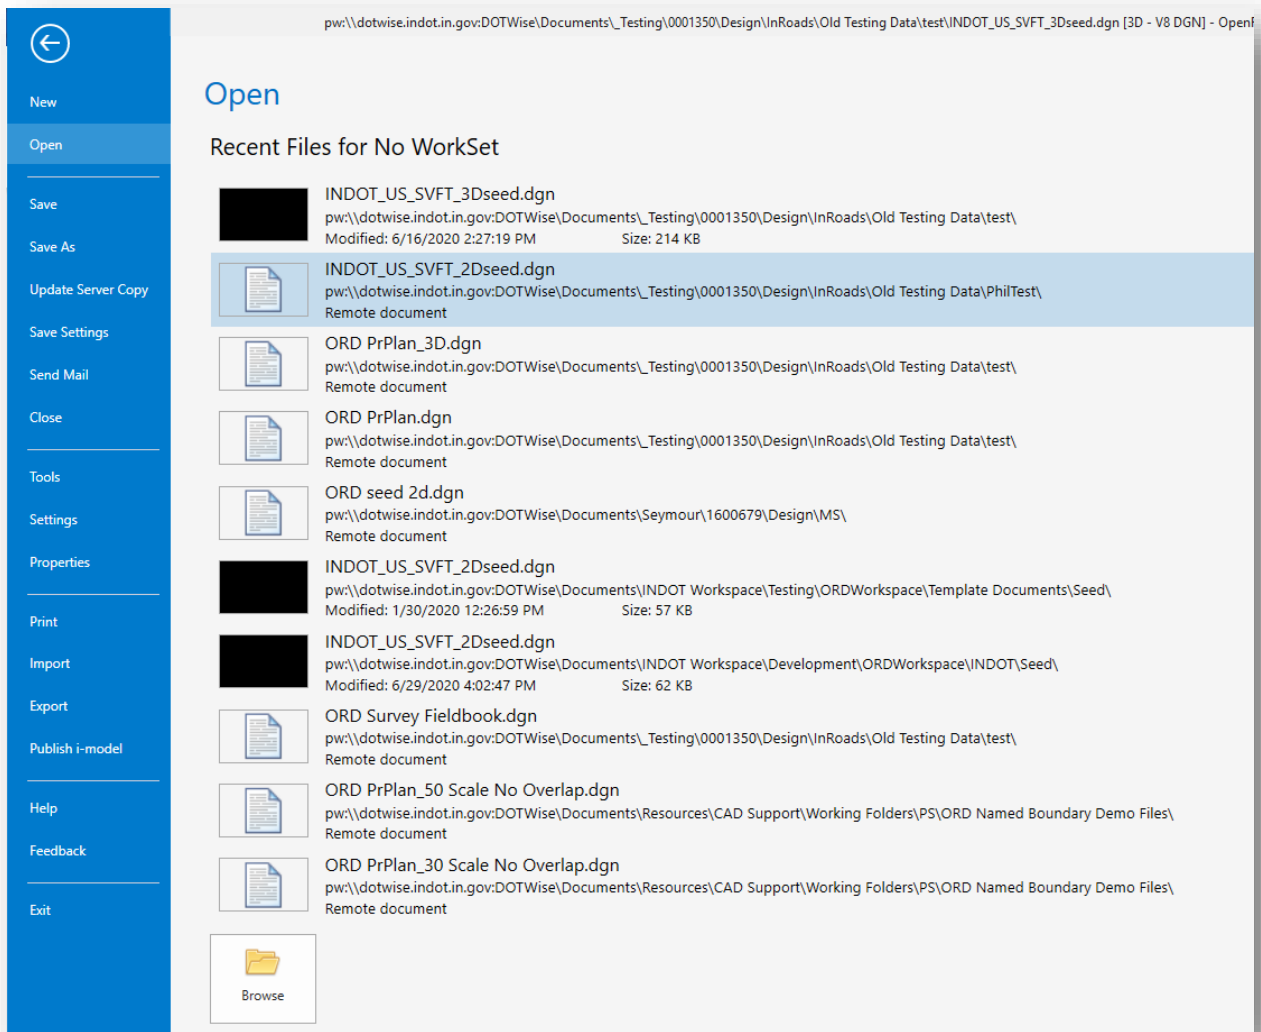 pw:\\dotwise.indot.in.gov:DOTWise\Documents\_Testing\0001350\Design\InRoads\Old Testing Data\test\INDOT_US_SVFT_3Dseed.dgn [3D - V8 DGN] - Open
New
Open
Save
Save As
Update Server Copy
Save Settings
Send Mail
Close
Tools
Settings
Properties
Print
Import
Export
Publish i-model
Help
Feedback
Exit
Open
Recent Files for No WorkSet
INDOT_US_SVFT_3Dseed.dgn
pw:\\dotwise.indot.in.gov:DOTWise\Documents\_Testing\0001350\Design\InRoads\Old Testing Data\test\
Modified: 6/16/2020 2:27:19 PM Size: 214 KB
INDOT_US_SVFT_2Dseed.dgn
pw:\\dotwise.indot.in.gov:DOTWise\Documents\_Testing\0001350\Design\InRoads\Old Testing Data\PhilTest\
Remote document
ORD PrPlan_3D.dgn
pw:\\dotwise.indot.in.gov:DOTWise\Documents\_Testing\0001350\Design\InRoads\Old Testing Data\test\
Remote document
ORD PrPlan.dgn
pw:\\dotwise.indot.in.gov:DOTWise\Documents\_Testing\0001350\Design\InRoads\Old Testing Data\test\
Remote document
ORD seed 2d.dgn
pw:\\dotwise.indot.in.gov:DOTWise\Documents\Seymour\1600679\Design\MS\
Remote document
INDOT_US_SVFT_2Dseed.dgn
pw:\\dotwise.indot.in.gov:DOTWise\Documents\INDOT Workspace\Testing\ORDWorkspace\Template Documents\Seed\
Modified: 1/30/2020 12:26:59 PM Size: 57 KB
INDOT_US_SVFT_2Dseed.dgn
pw:\\dotwise.indot.in.gov:DOTWise\Documents\INDOT Workspace\Development\ORDWorkspace\INDOT\Seed\
Modified: 6/29/2020 4:02:47 PM Size: 62 KB
ORD Survey Fieldbook.dgn
pw:\\dotwise.indot.in.gov:DOTWise\Documents\_Testing\0001350\Design\InRoads\Old Testing Data\test\
Remote document
ORD PrPlan_50 Scale No Overlap.dgn
pw:\\dotwise.indot.in.gov:DOTWise\Documents\Resources\CAD Support\Working Folders\PS\ORD Named Boundary Demo Files\
Remote document
ORD PrPlan_30 Scale No Overlap.dgn
pw:\\dotwise.indot.in.gov:DOTWise\Documents\Resources\CAD Support\Working Folders\PS\ORD Named Boundary Demo Files\
Remote document
Browse